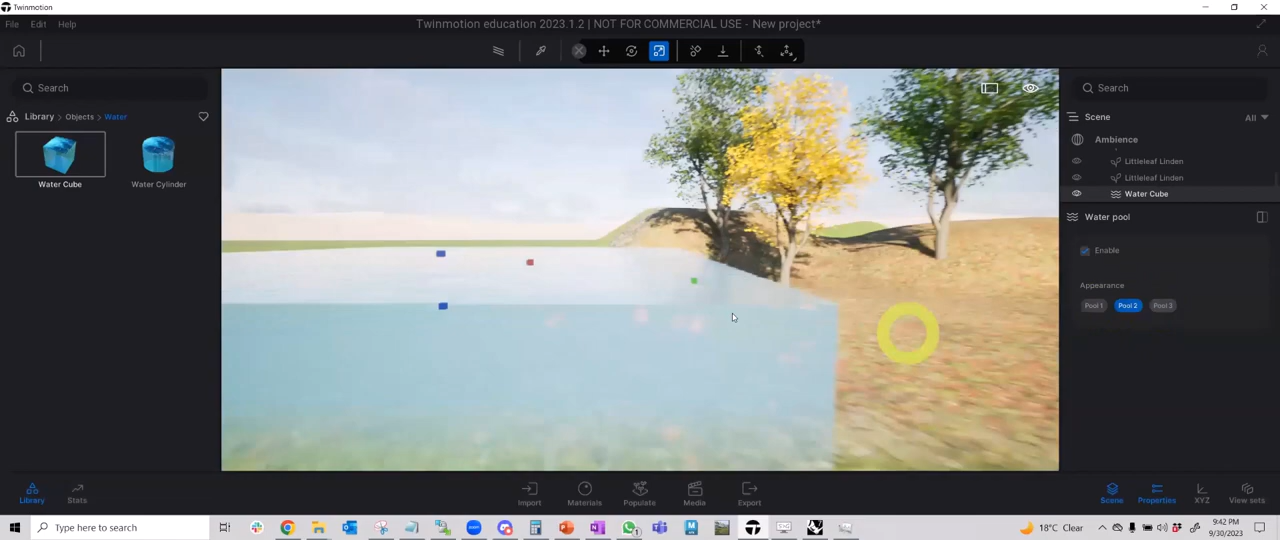 Twinmotion
File Edit Help
Twinmotion education 2023.1.2 | NOT FOR COMMERCIAL USE - New project*
Search
Library > Objects > Water
Water Cube
Water Cylinder
Search
Scene
All
Ambience
Littleleaf Linden
Littleleaf Linden
Water Cube
Water pool
Enable
Appearance
Pool 1
Pool 2
Pool 3
Library
Stats
Import
Materials
Populate
Media
Export
Scene
Properties
XYZ
View sets
Type here to search
18°C Clear
9:42 PM
9/30/2023